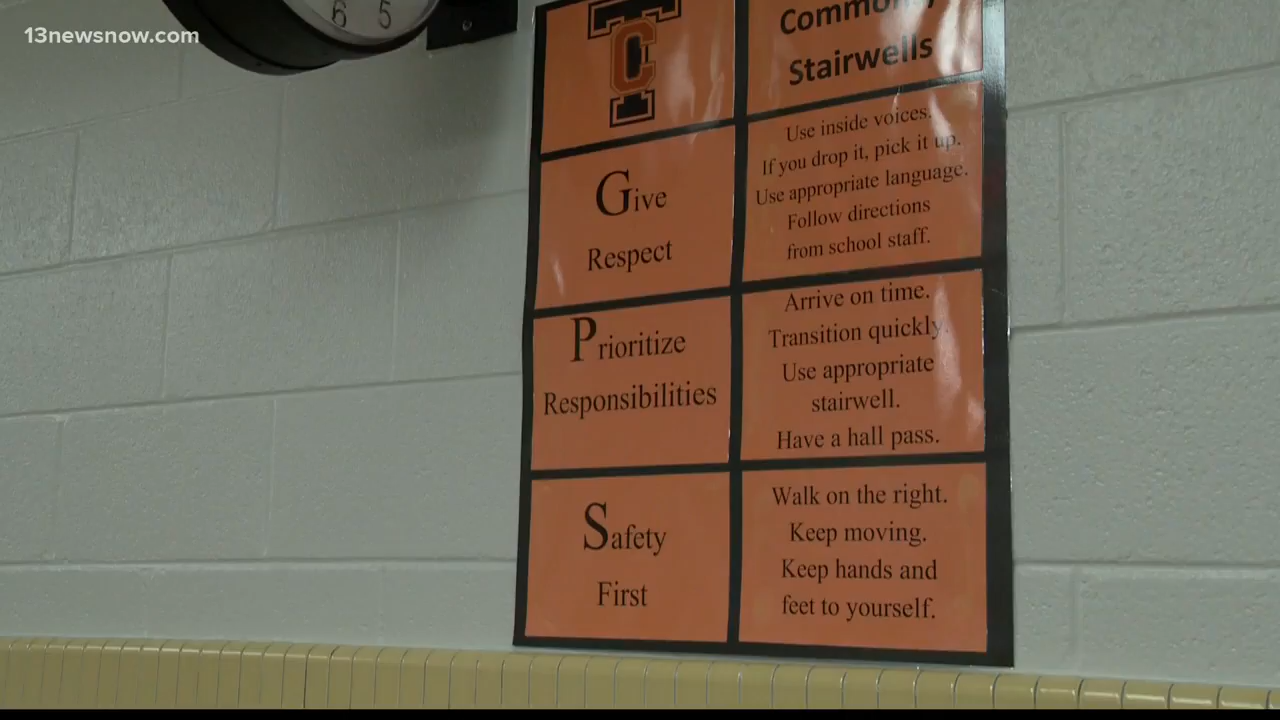 13newsnow.com
6 5
TC
Commons/
Stairwells
Give
Respect
Use inside voices.
If you drop it, pick it up.
Use appropriate language.
Follow directions
from school staff.
Prioritize
Responsibilities
Arrive on time.
Transition quickly.
Use appropriate
stairwell.
Have a hall pass.
Safety
First
Walk on the right.
Keep moving.
Keep hands and
feet to yourself.